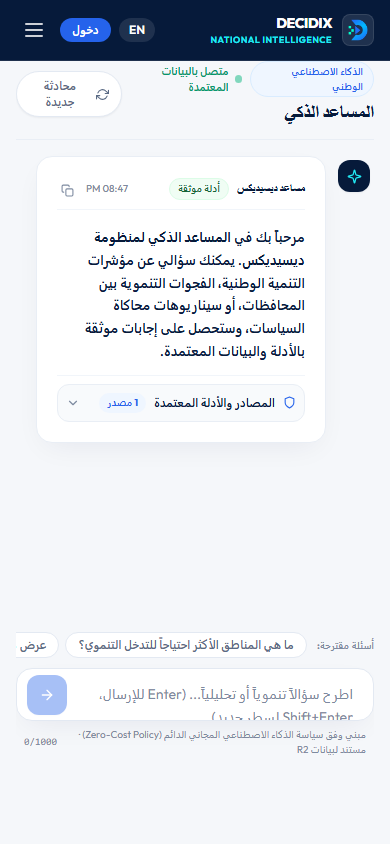 DECIDIX
NATIONAL INTELLIGENCE
EN
دخول
الذكاء الاصطناعي
الوطني
متصل بالبيانات
المعتمدة
محادثة
جديدة
المساعد الذكي
مساعد ديسيديكس
أدلة موثقة
08:47 PM
مرحباً بك في المساعد الذكي لمنظومة
ديسيديكس. يمكنك سؤالي عن مؤشرات
التنمية الوطنية، الفجوات التنموية بين
المحافظات، أو سيناريوهات محاكاة
السياسات، وستحصل على إجابات موثقة
بالأدلة والبيانات المعتمدة.
المصادر والأدلة المعتمدة
1 مصدر
أسئلة مقترحة:
ما هي المناطق الأكثر احتياجاً للتدخل التنموي؟
عرض
اطرح سؤالاً تنموياً أو تحليلياً... (Enter للإرسال،
Shift+Enter لسطر جديد)
مبني وفق سياسة الذكاء الاصطناعي المجاني الدائم (Zero-Cost Policy) ·
مستند لبيانات R2
0/1000